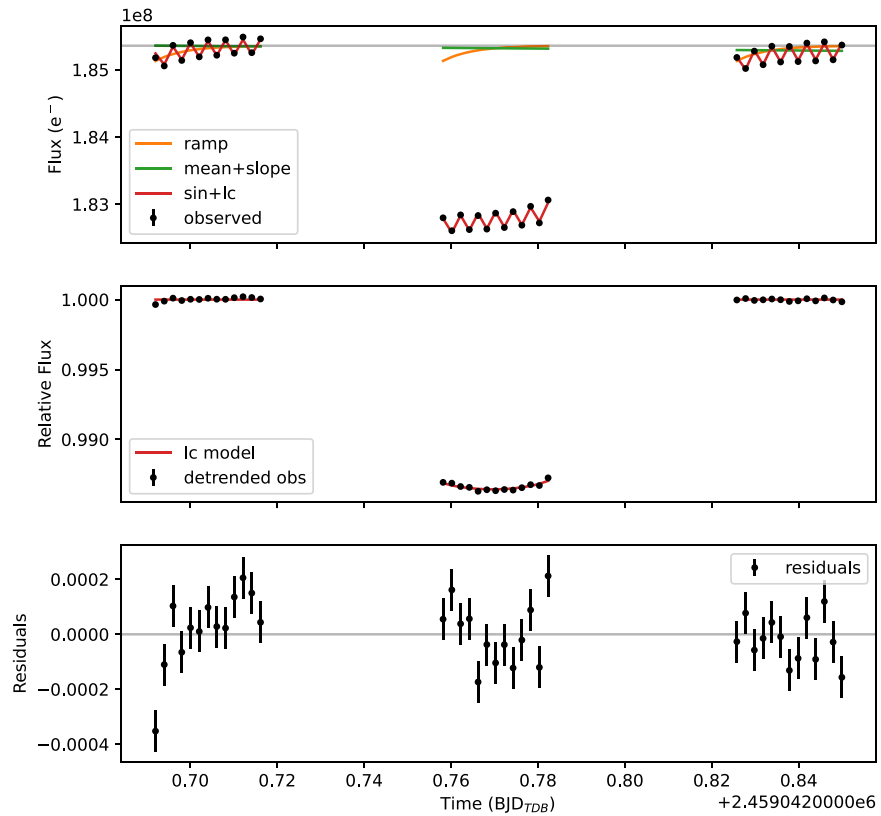 1e8
1.85
1.84
1.83
Flux (e⁻)
ramp
mean+slope
sin+lc
observed
1.000
0.995
0.990
Relative Flux
lc model
detrended obs
0.0002
0.0000
−0.0002
−0.0004
Residuals
residuals
0.70 0.72 0.74 0.76 0.78 0.80 0.82 0.84
Time (BJD_TDB)
+2.4590420000e6